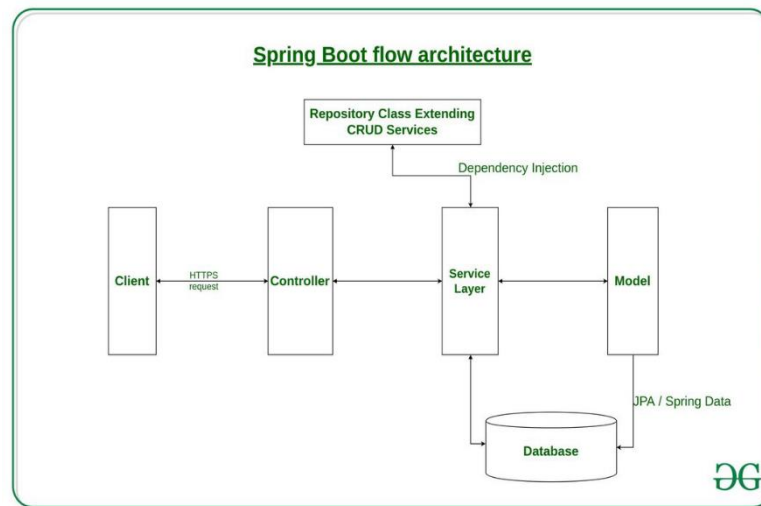 Spring Boot flow architecture
Repository Class Extending
CRUD Services
Dependency Injection
Client
HTTPS
request
Controller
Service
Layer
Model
JPA / Spring Data
Database